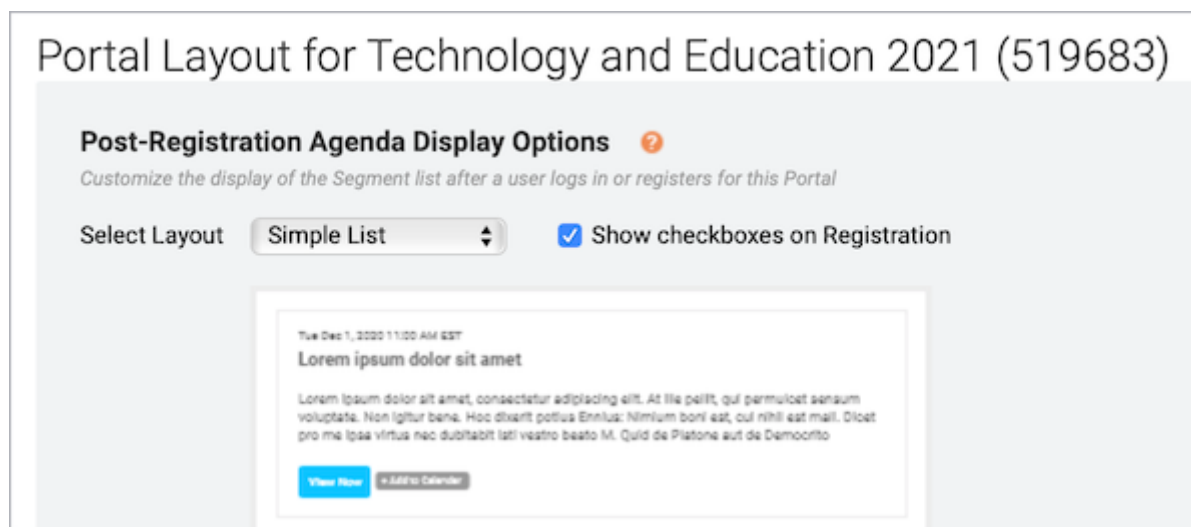 Portal Layout for Technology and Education 2021 (519683)
Post-Registration Agenda Display Options ?
Customize the display of the Segment list after a user logs in or registers for this Portal
Select Layout Simple List Show checkboxes on Registration
Tue Dec 1, 2020 11:00 AM EST
Lorem ipsum dolor sit amet
Lorem ipsum dolor sit amet, consectetur adipiscing elit. At ille pellit, qui permulcet sensum
voluptate. Non igitur bene. Hoc dixerit potius Ennius: Nimium boni est, cui nihil est mali. Dicet
pro me ipsa virtus nec dubitabit isti vestro beato M. Quid de Platone aut de Democrito
View Now + Add to Calendar